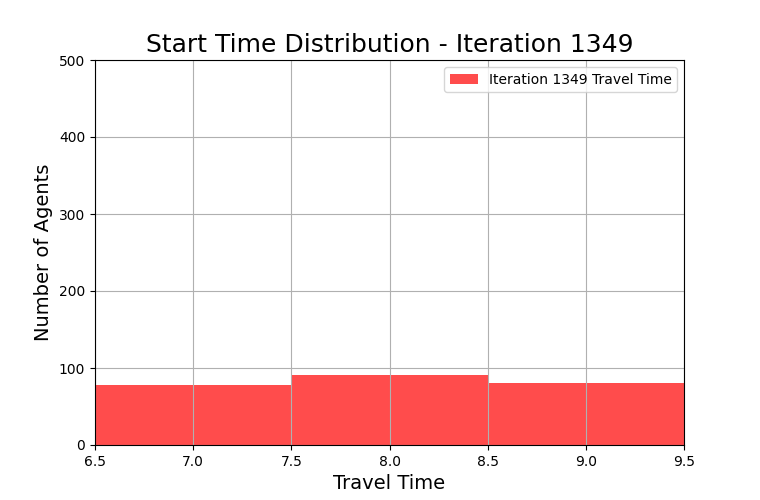 Start Time Distribution - Iteration 1349
Iteration 1349 Travel Time
Number of Agents
500
400
300
200
100
0
6.5 7.0 7.5 8.0 8.5 9.0 9.5
Travel Time